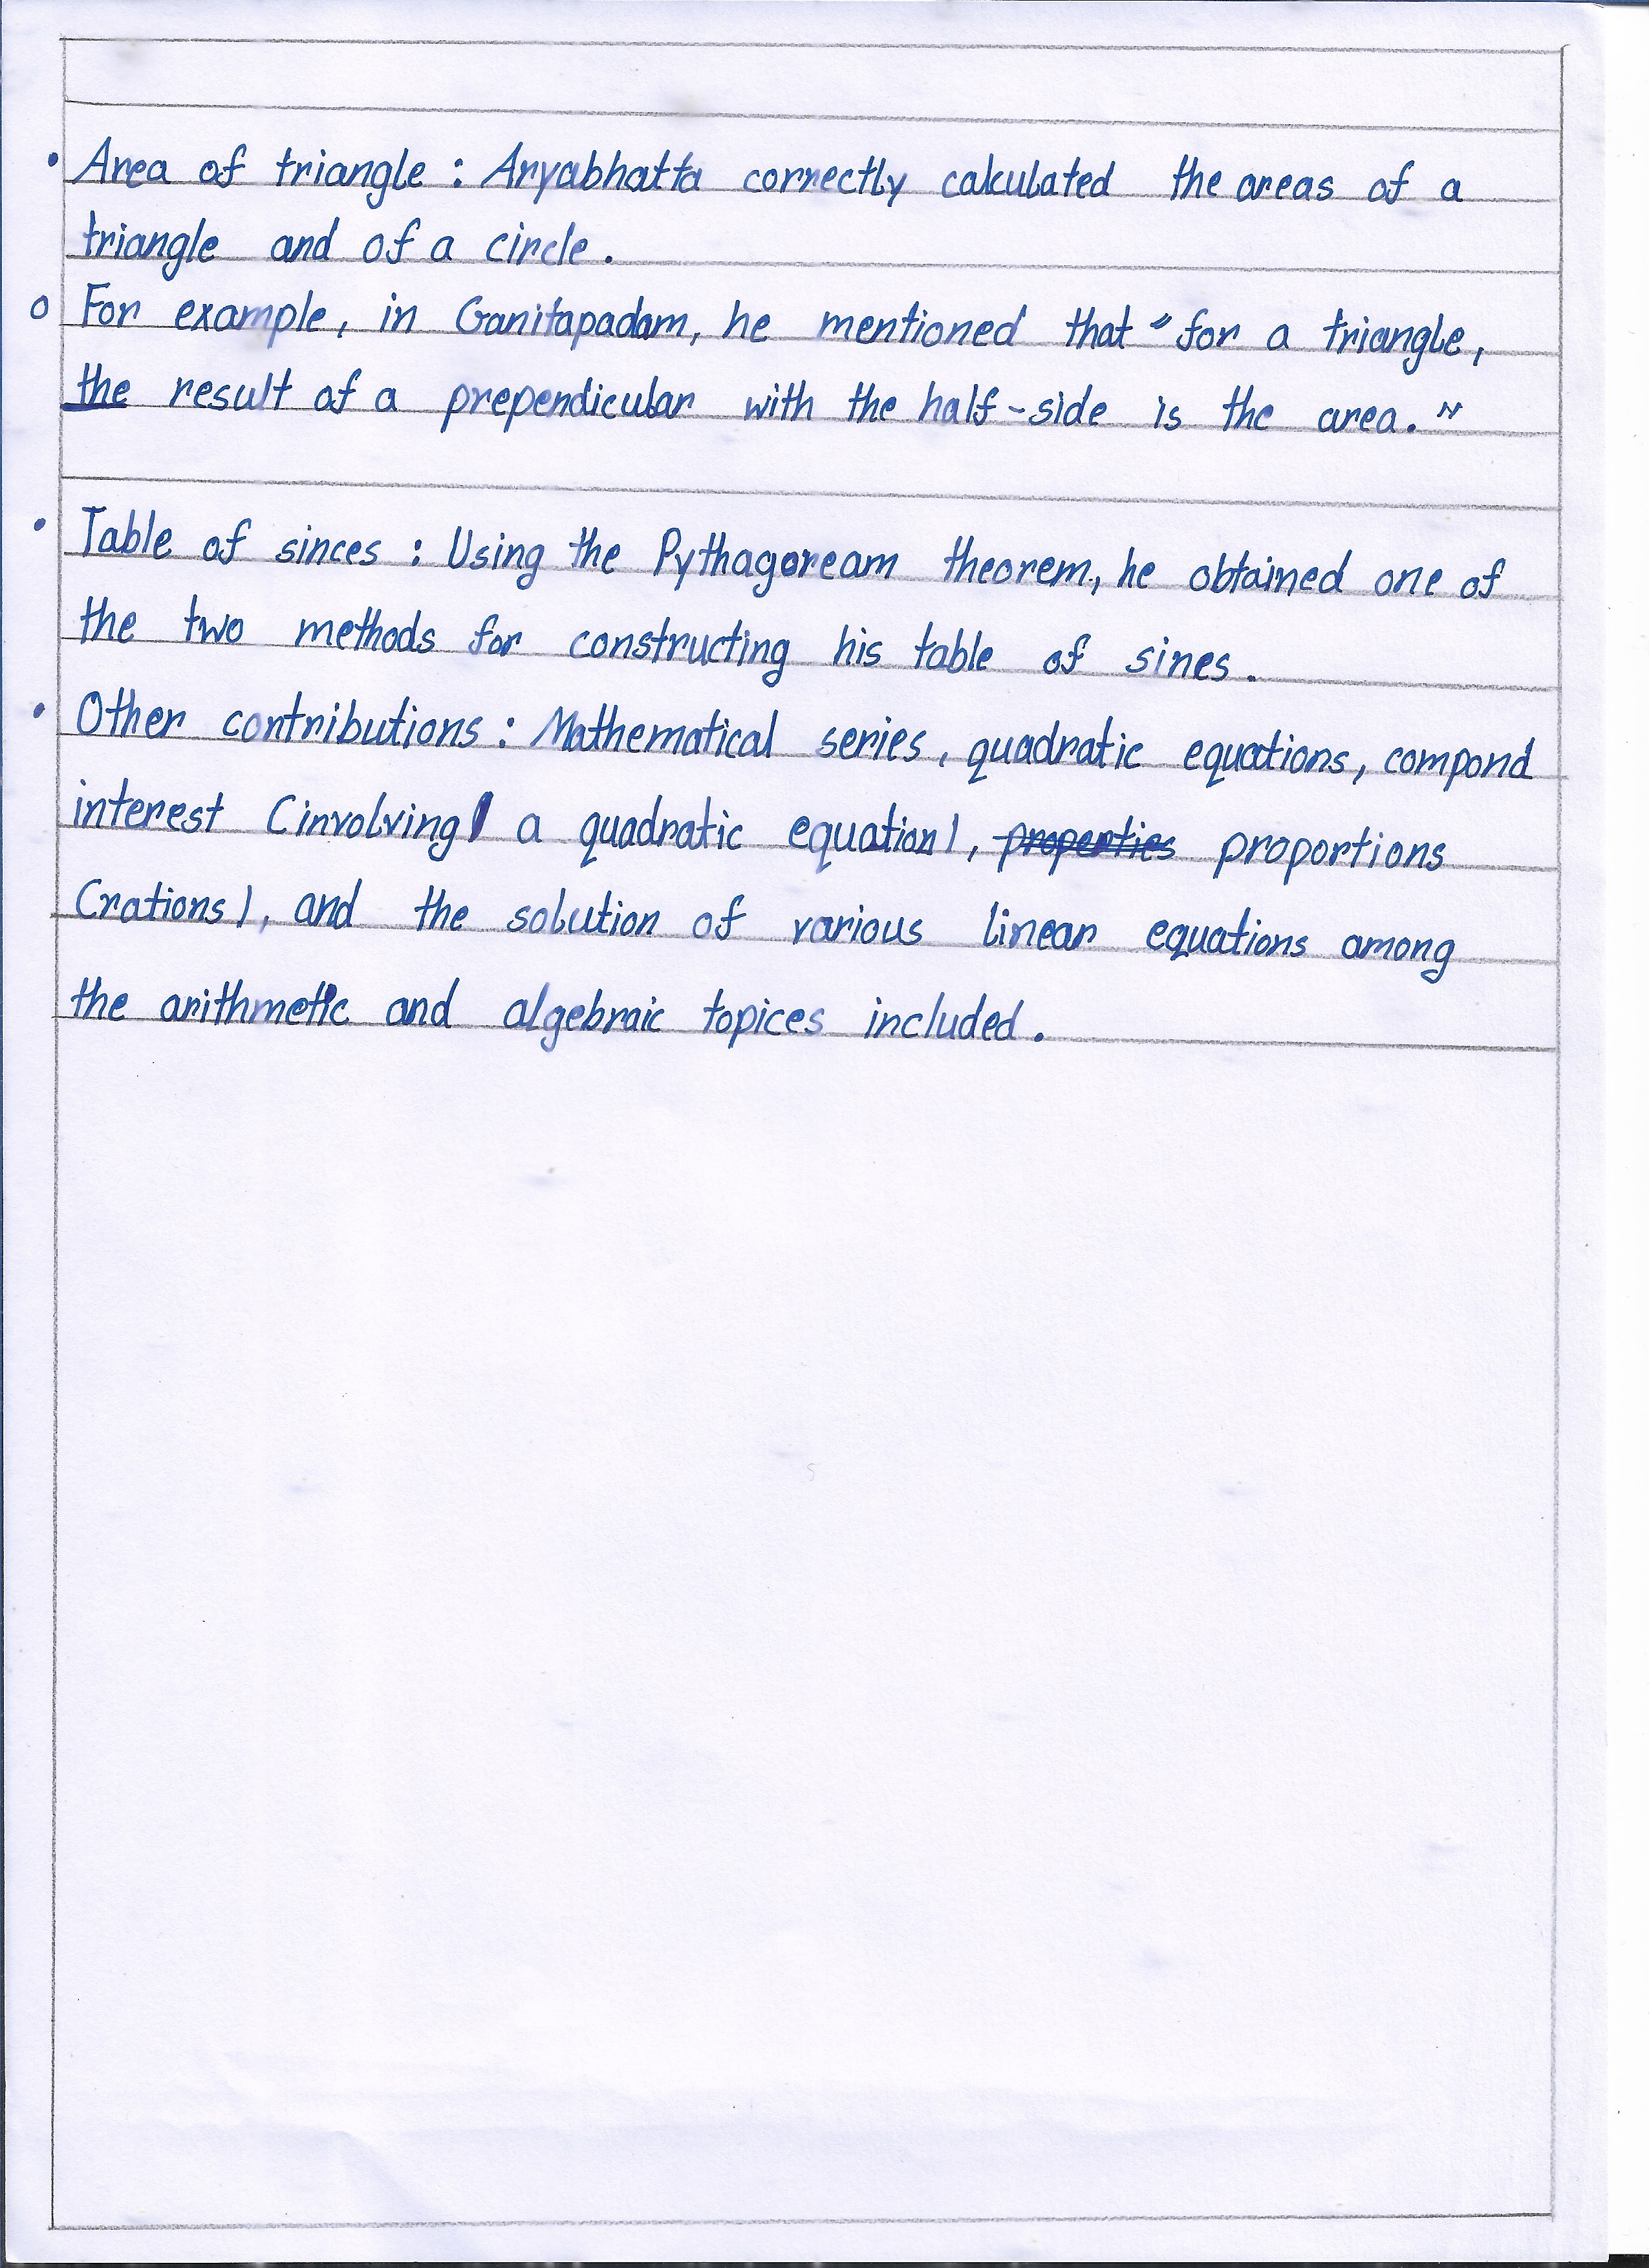 • Area of triangle : Aryabhatta correctly calculated the areas of a
triangle and of a circle.
o For example, in Ganitapadam, he mentioned that "for a triangle,
the result of a prependicular with the half-side is the area."
• Table of sinces : Using the Pythagoream theorem, he obtained one of
the two methods for constructing his table of sines.
• Other contributions : Mathematical series, quadratic equations, compond
interest (involving a quadratic equation), properties proportions
(rations), and the solution of various linear equations among
the arithmetic and algebraic topices included.